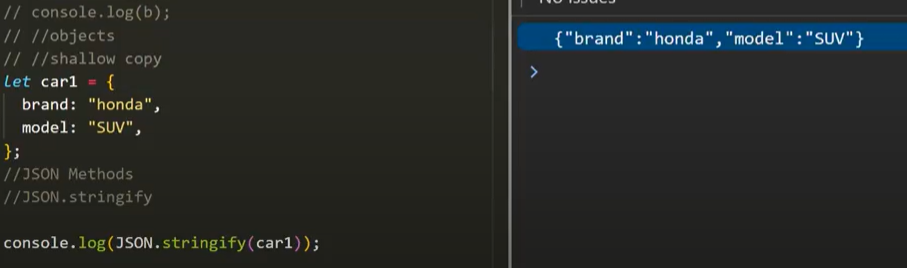 // console.log(b);
// //objects
// //shallow copy
let car1 = {
  brand: "honda",
  model: "SUV",
};
//JSON Methods
//JSON.stringify
console.log(JSON.stringify(car1));
No Issues
{"brand":"honda","model":"SUV"}
>